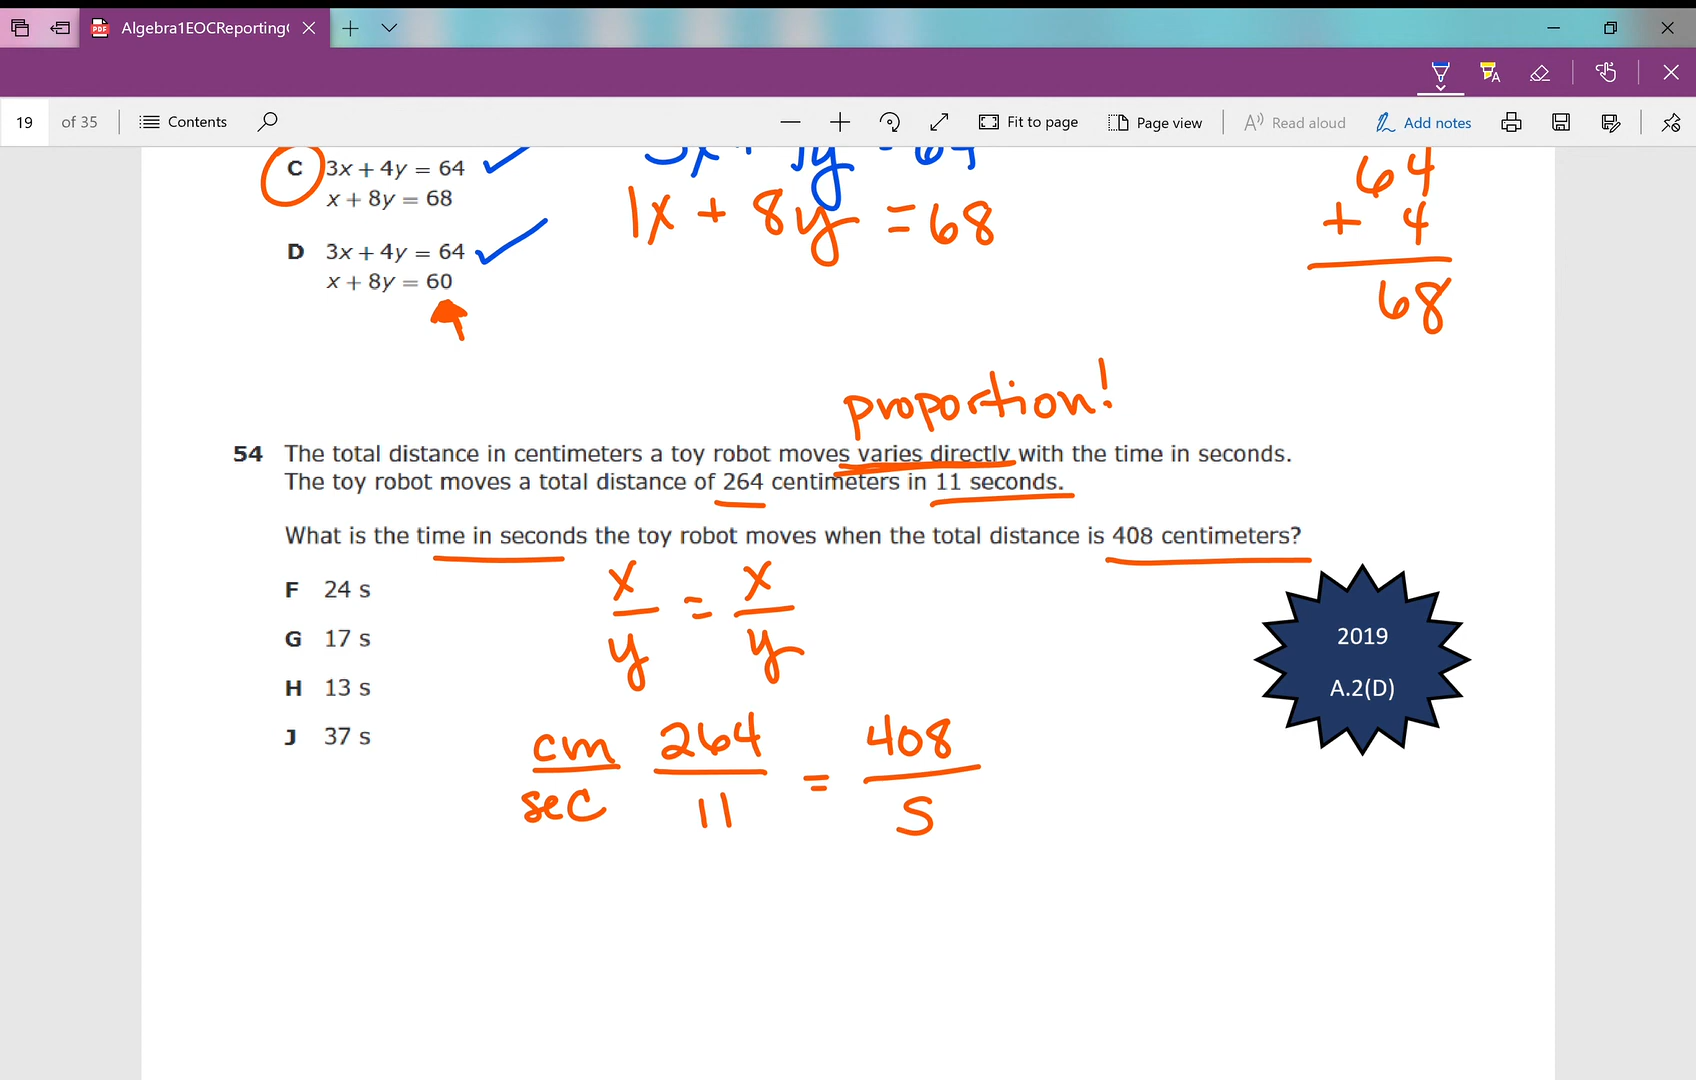 Algebra1EOCReporting
19 of 35 Contents Fit to page Page view Read aloud Add notes
C 3x + 4y = 64
x + 8y = 68
1x + 8y = 68
64
+ 4
68
D 3x + 4y = 64
x + 8y = 60
proportion!
54 The total distance in centimeters a toy robot moves varies directly with the time in seconds.
The toy robot moves a total distance of 264 centimeters in 11 seconds.
What is the time in seconds the toy robot moves when the total distance is 408 centimeters?
F 24 s
G 17 s
H 13 s
J 37 s
x/y = x/y
cm/sec 264/11 = 408/S
2019
A.2(D)